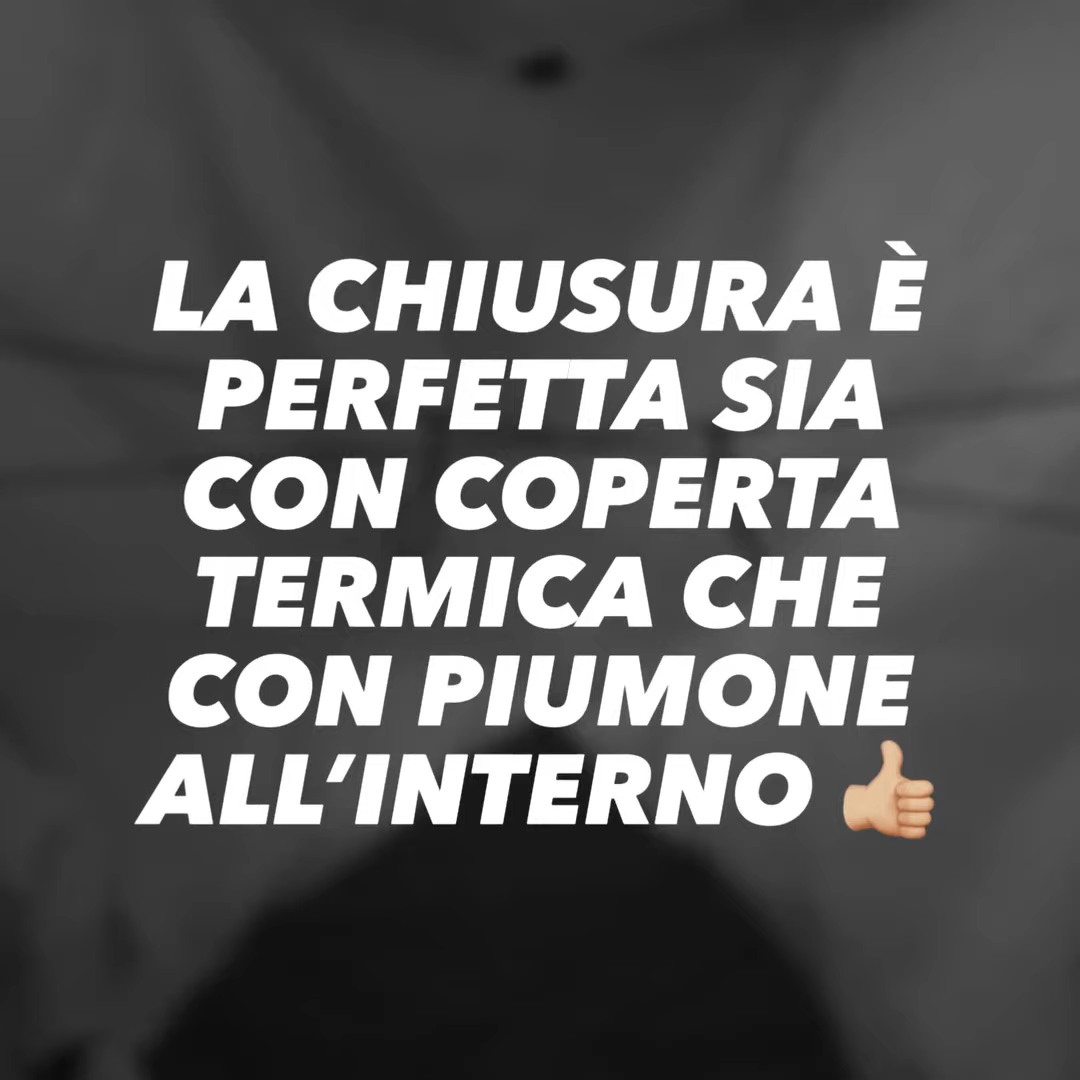 LA CHIUSURA È
PERFETTA SIA
CON COPERTA
TERMICA CHE
CON PIUMONE
ALL’INTERNO 👍🏼